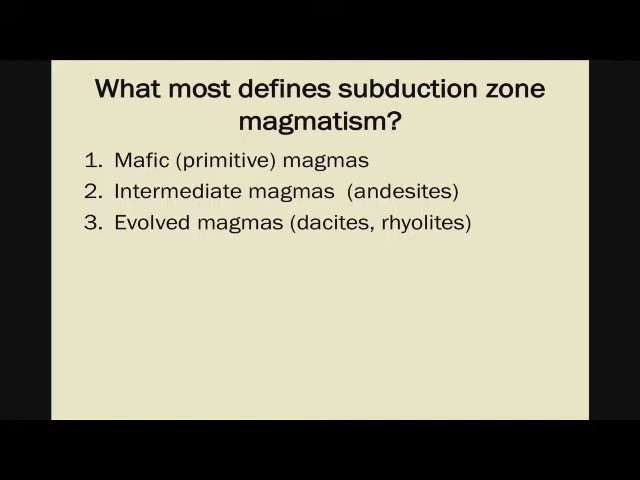 What most defines subduction zone
magmatism?
1. Mafic (primitive) magmas
2. Intermediate magmas (andesites)
3. Evolved magmas (dacites, rhyolites)